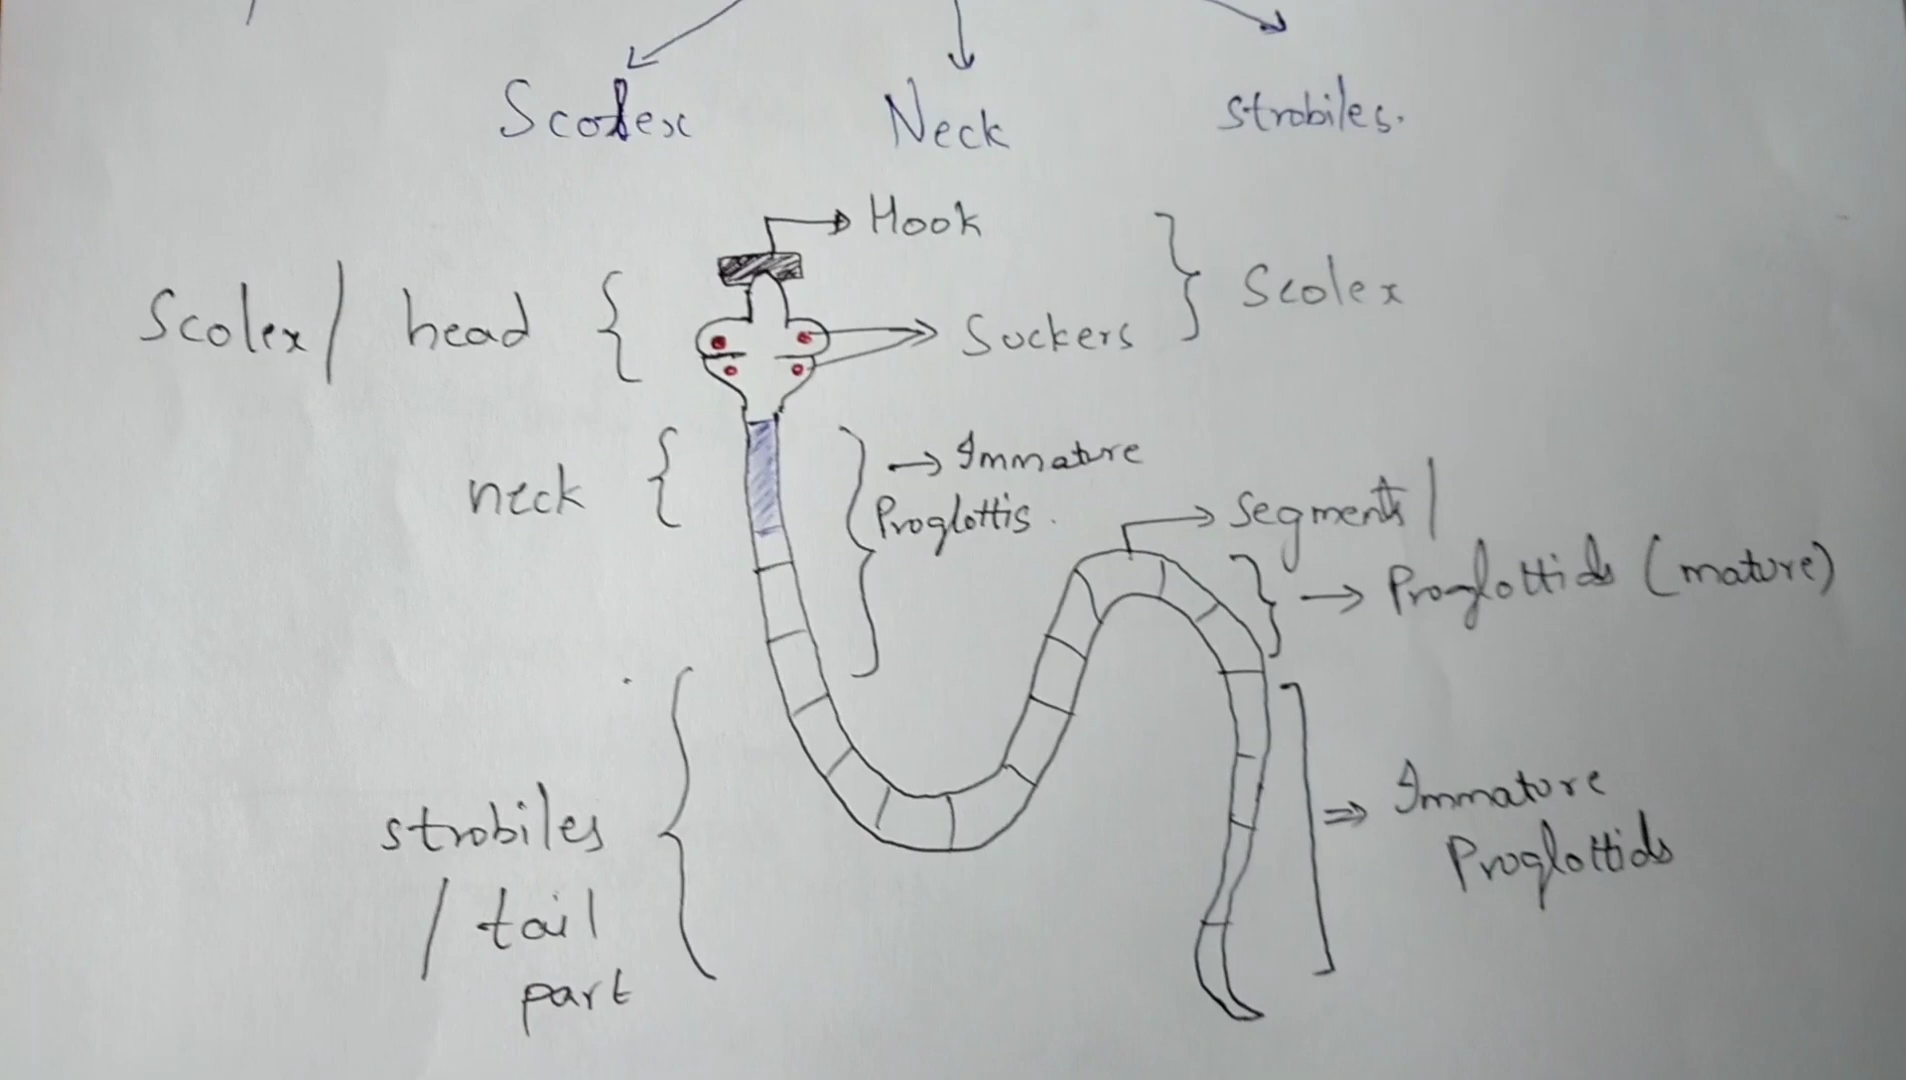 Scolex
Neck
Strobiles.
Hook
Scolex / head
Suckers
Scolex
neck
→ Immature
Proglottis.
Segments /
→ Proglottids (mature)
strobiles
/ tail
part
⇒ Immature
Proglottids